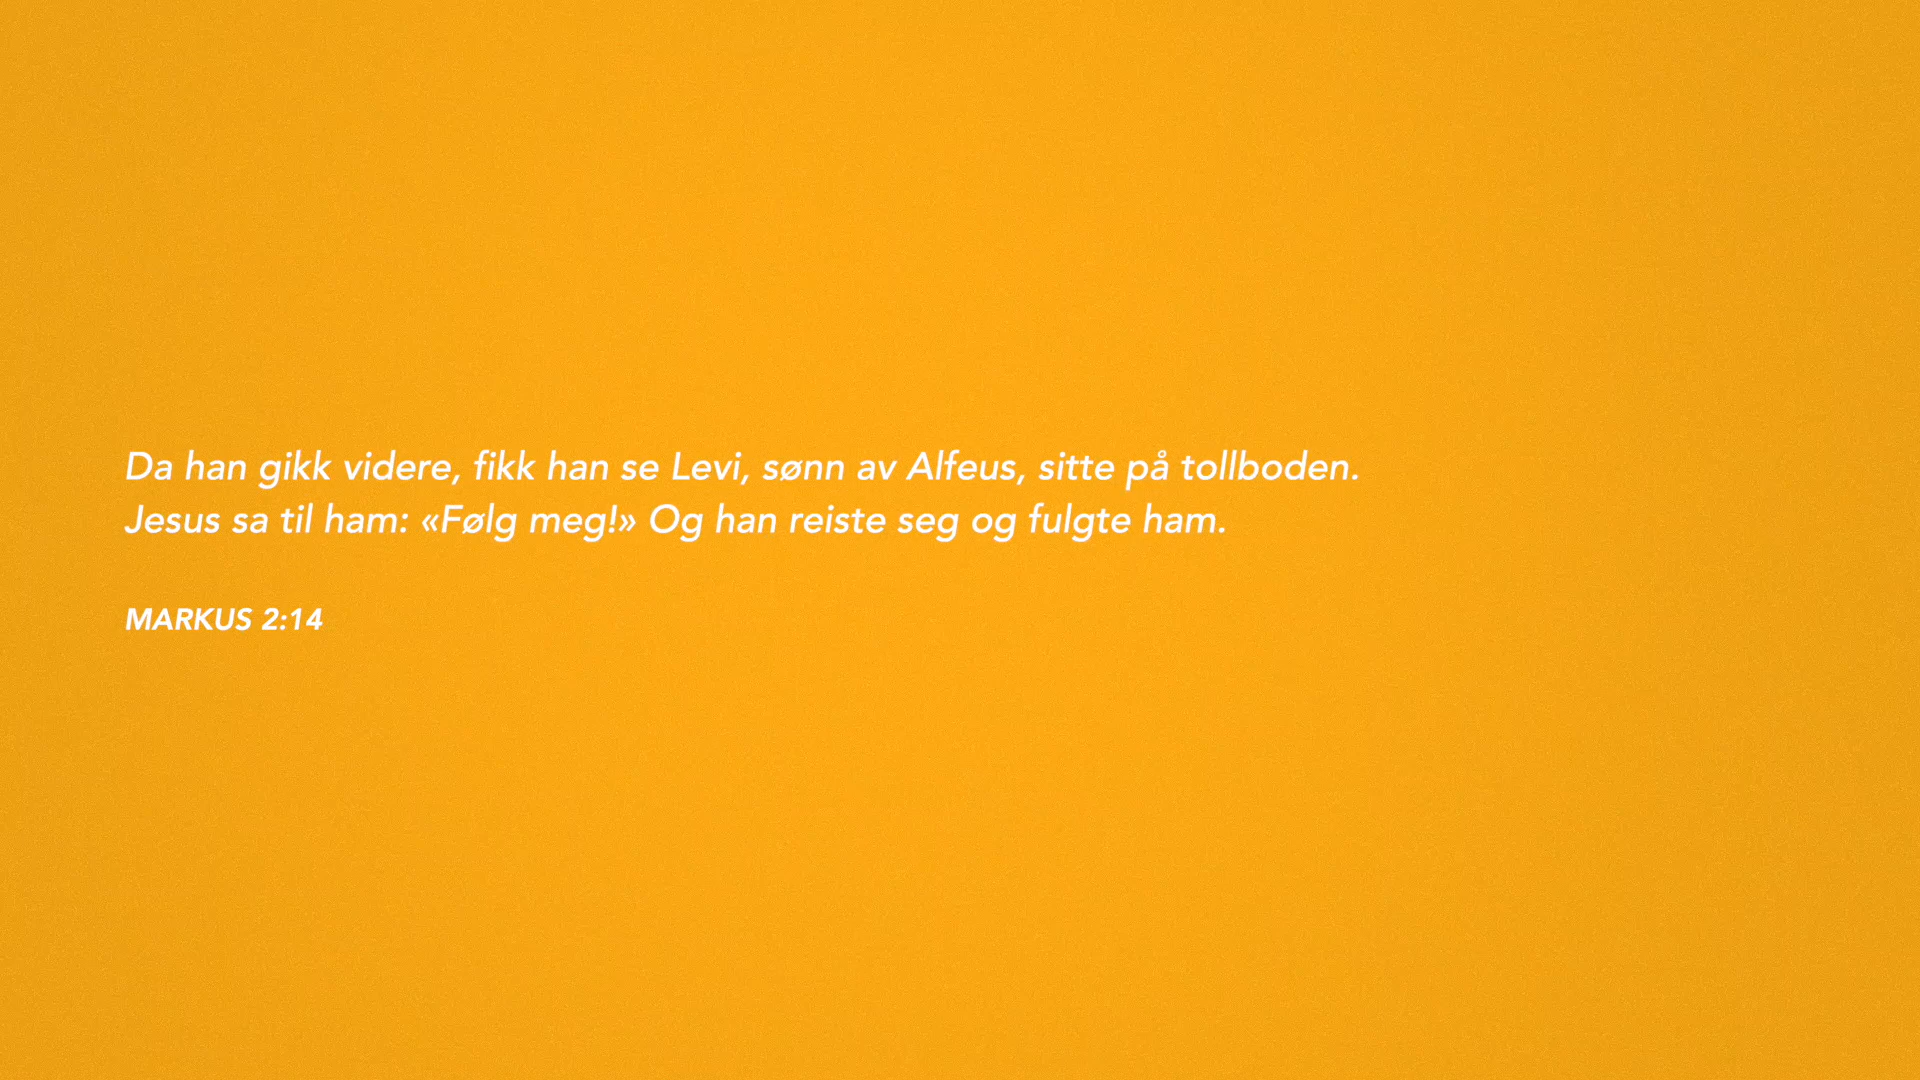 Da han gikk videre, fikk han se Levi, sønn av Alfeus, sitte på tollboden.
Jesus sa til ham: «Følg meg!» Og han reiste seg og fulgte ham.
MARKUS 2:14